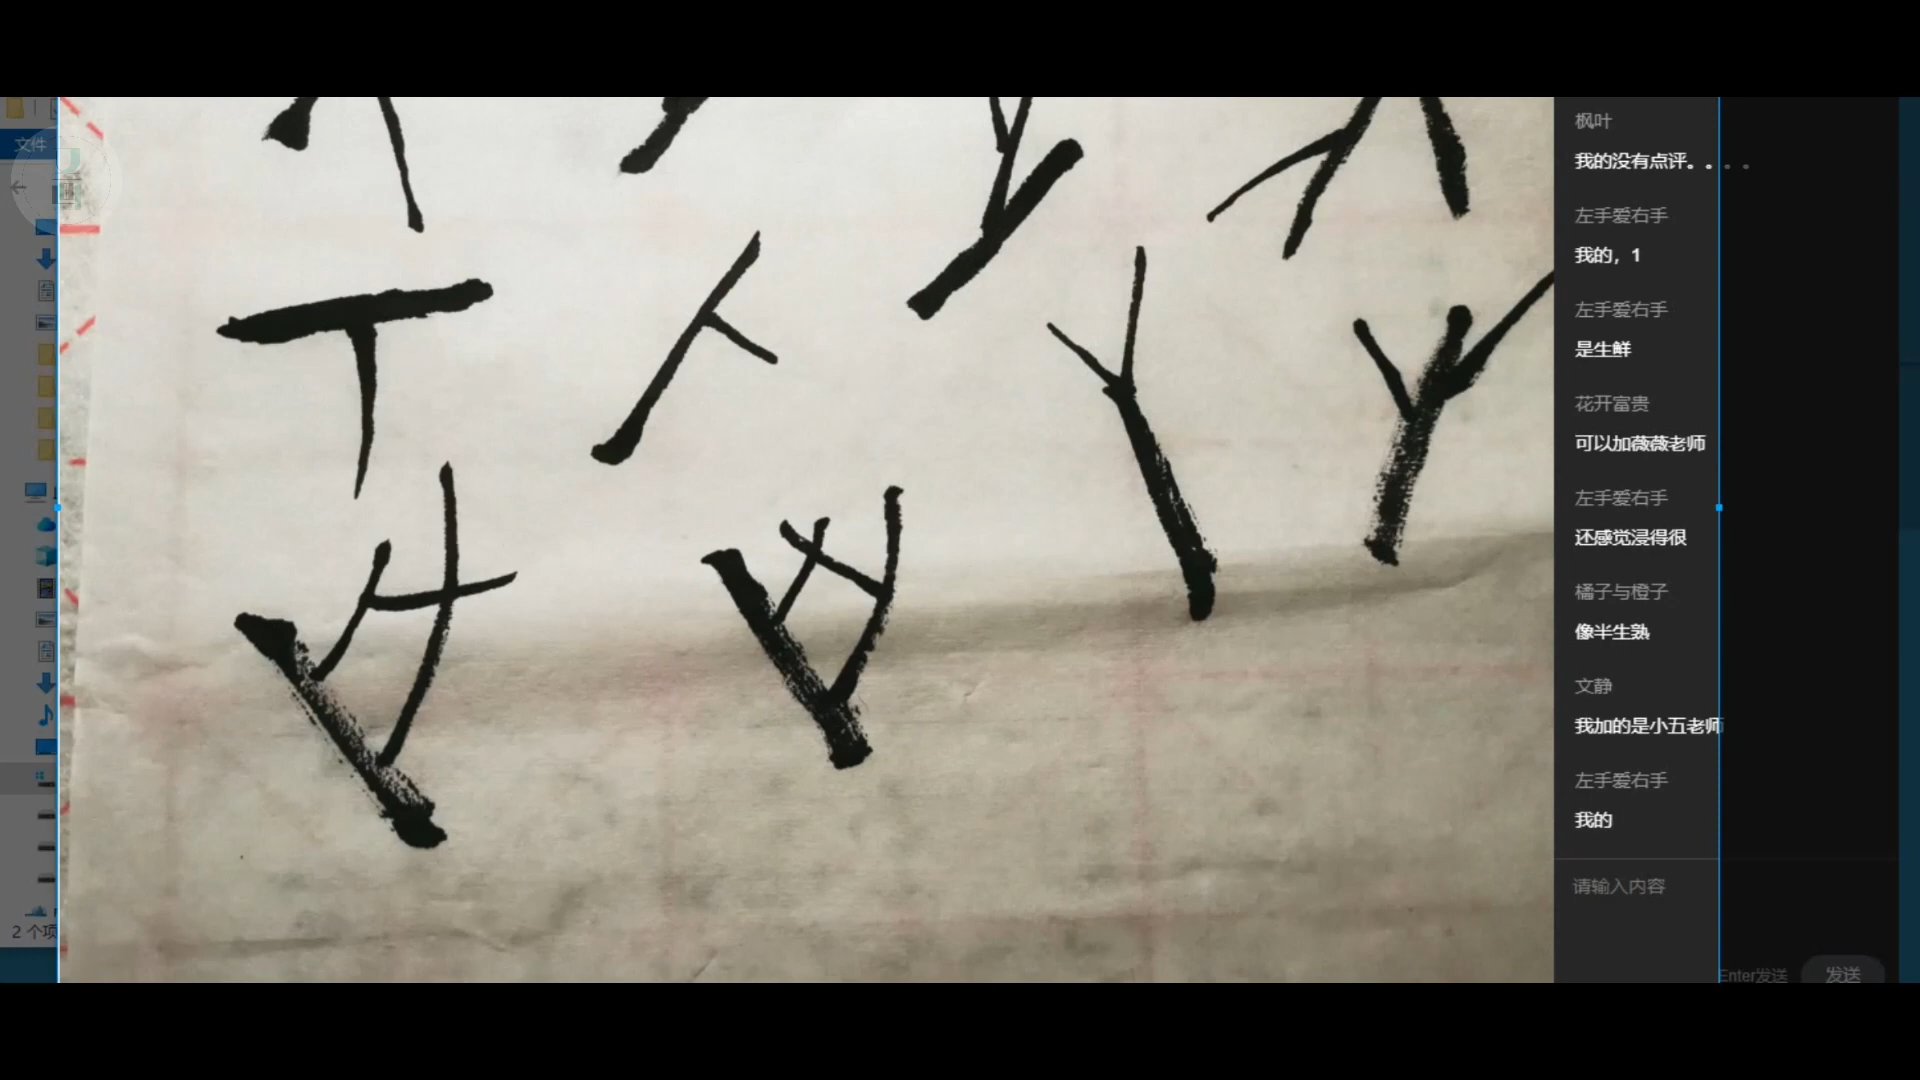 文件
2 个项
枫叶
我的没有点评。。。。
左手爱右手
我的，1
左手爱右手
是生鲜
花开富贵
可以加薇薇老师
左手爱右手
还感觉浸得很
橘子与橙子
像半生熟
文静
我加的是小五老师
左手爱右手
我的
请输入内容
Enter发送
发送